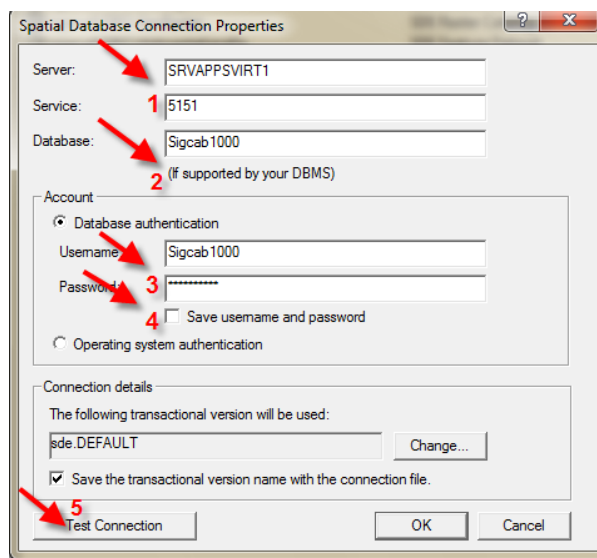 Spatial Database Connection Properties
Server: SRVAPPSVIRT1
Service: 1 5151
Database: Sigcab1000
2 (If supported by your DBMS)
Account
Database authentication
Username Sigcab1000
Password: 3 **********
4 Save username and password
Operating system authentication
Connection details
The following transactional version will be used:
sde.DEFAULT Change...
Save the transactional version name with the connection file.
5
Test Connection OK Cancel